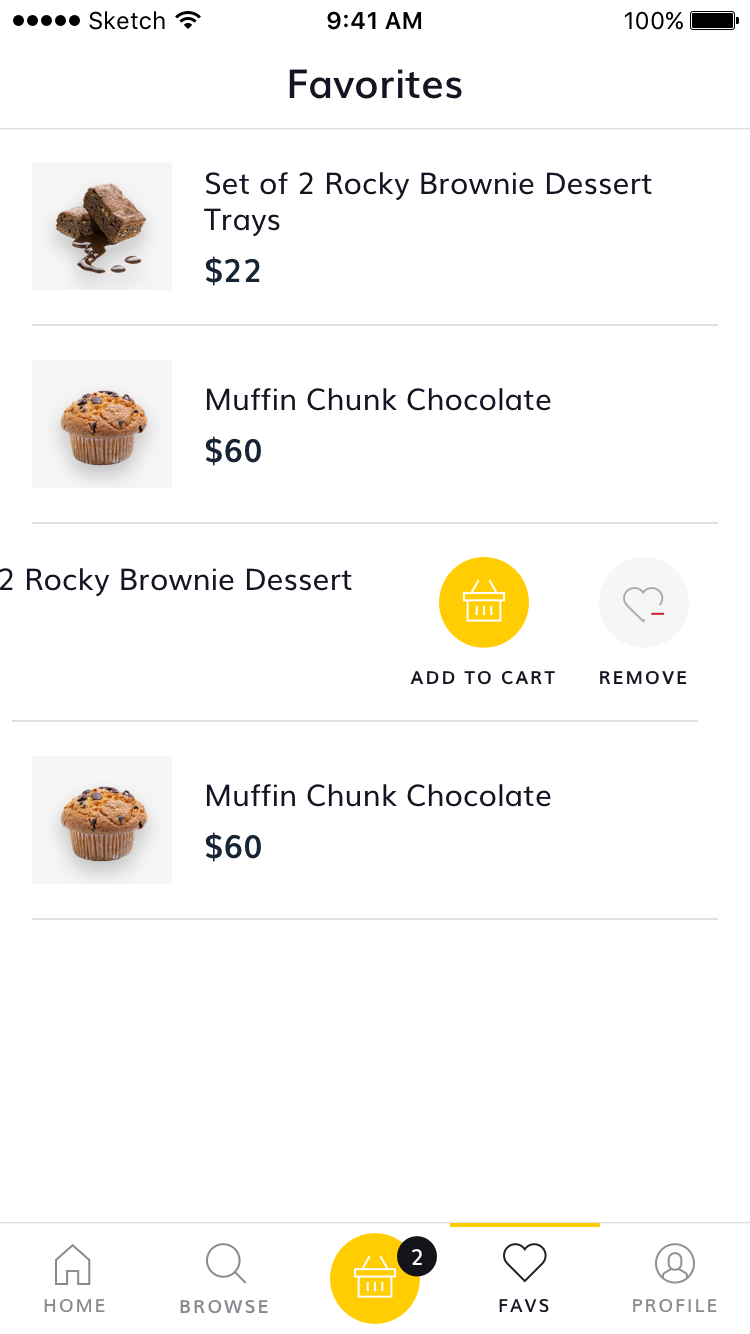 Sketch 9:41 AM 100%
Favorites
Set of 2 Rocky Brownie Dessert
Trays
$22
Muffin Chunk Chocolate
$60
2 Rocky Brownie Dessert
ADD TO CART REMOVE
Muffin Chunk Chocolate
$60
2
HOME BROWSE FAVS PROFILE